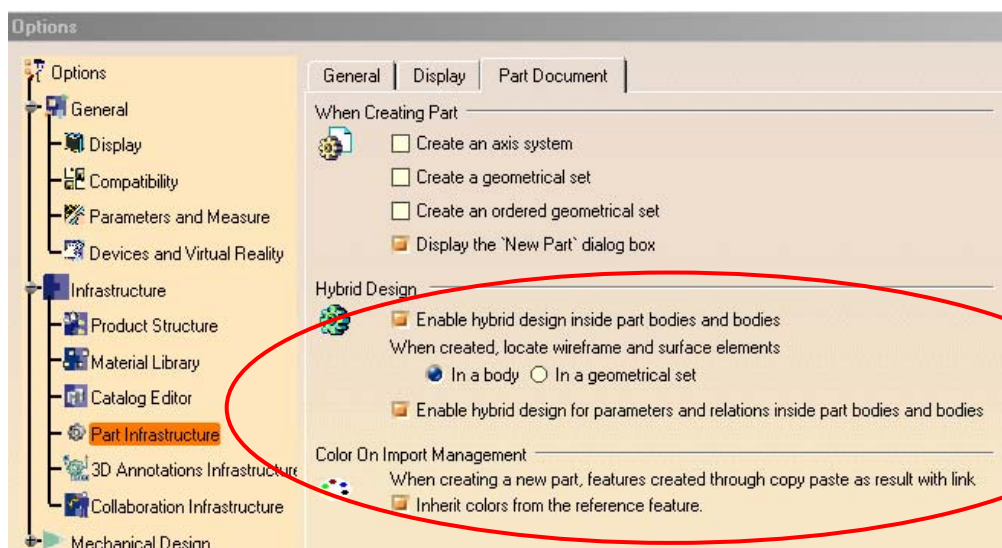 Options
Options
General
Display
Compatibility
Parameters and Measure
Devices and Virtual Reality
Infrastructure
Product Structure
Material Library
Catalog Editor
Part Infrastructure
3D Annotations Infrastructure
Collaboration Infrastructure
Mechanical Design
General Display Part Document
When Creating Part
Create an axis system
Create a geometrical set
Create an ordered geometrical set
Display the `New Part` dialog box
Hybrid Design
Enable hybrid design inside part bodies and bodies
When created, locate wireframe and surface elements
In a body In a geometrical set
Enable hybrid design for parameters and relations inside part bodies and bodies
Color On Import Management
When creating a new part, features created through copy paste as result with link
Inherit colors from the reference feature.